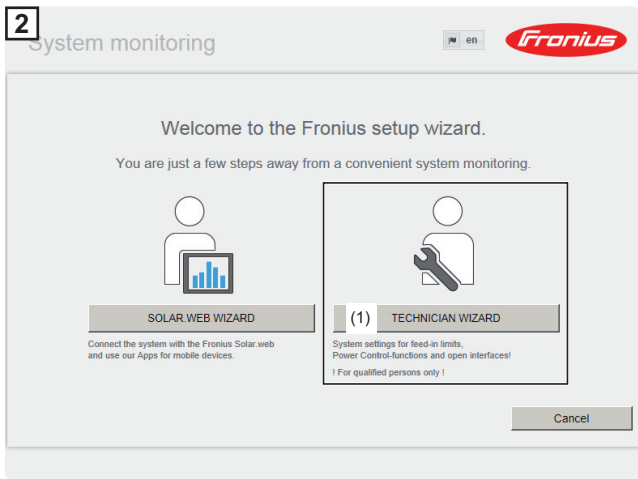 2
System monitoring
en
Fronius
Welcome to the Fronius setup wizard.
You are just a few steps away from a convenient system monitoring.
SOLAR.WEB WIZARD
Connect the system with the Fronius Solar.web
and use our Apps for mobile devices.
(1) TECHNICIAN WIZARD
System settings for feed-in limits,
Power Control-functions and open interfaces!
! For qualified persons only !
Cancel